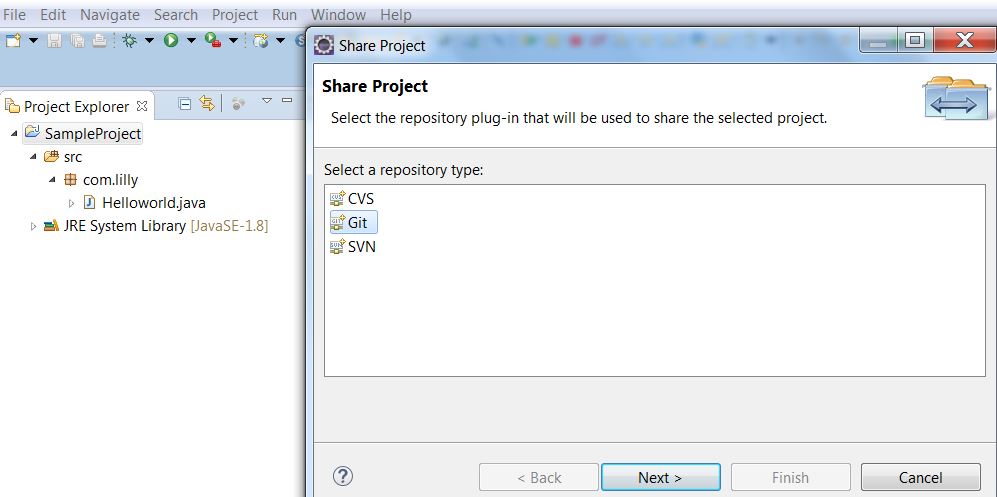 File Edit Navigate Search Project Run Window Help
Share Project
Project Explorer
SampleProject
src
com.lilly
Helloworld.java
JRE System Library [JavaSE-1.8]
Share Project
Select the repository plug-in that will be used to share the selected project.
Select a repository type:
CVS
Git
SVN
?
< Back Next > Finish Cancel